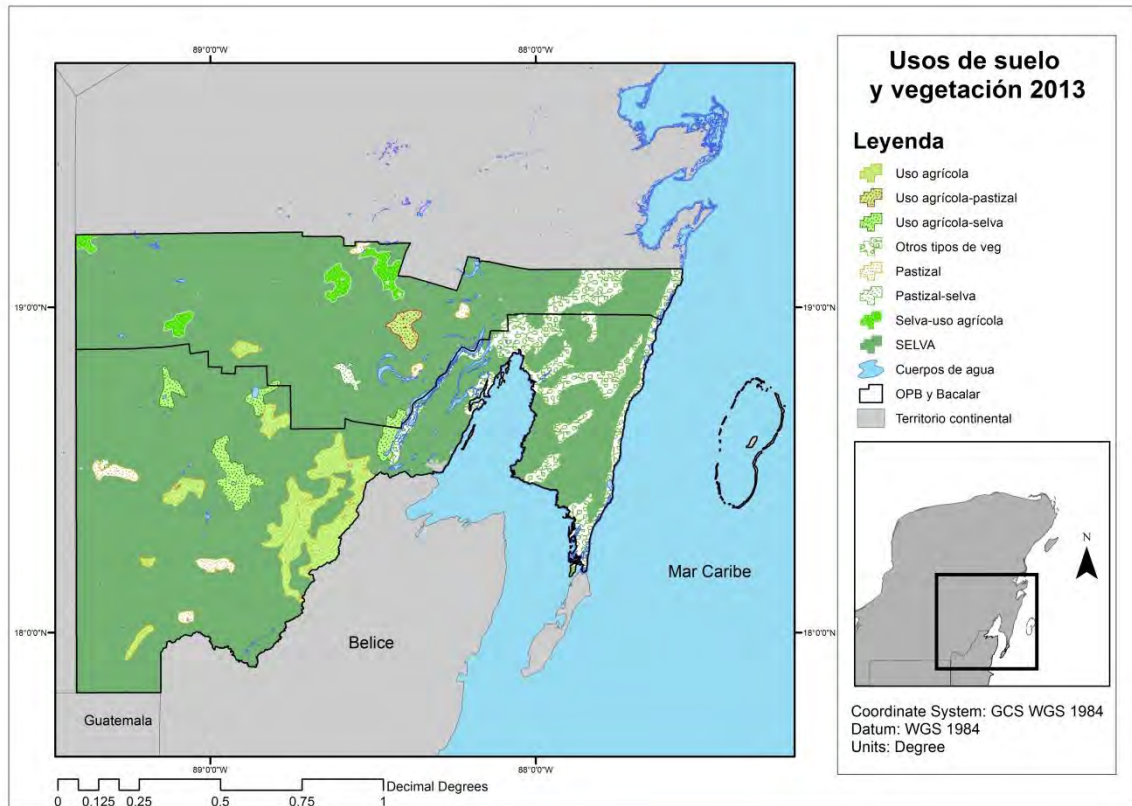 Usos de suelo
y vegetación 2013
Leyenda
Uso agrícola
Uso agrícola-pastizal
Uso agrícola-selva
Otros tipos de veg
Pastizal
Pastizal-selva
Selva-uso agrícola
SELVA
Cuerpos de agua
OPB y Bacalar
Territorio continental
N
Coordinate System: GCS WGS 1984
Datum: WGS 1984
Units: Degree
89°0'0"W 88°0'0"W
19°0'0"N 19°0'0"N
Mar Caribe
18°0'0"N 18°0'0"N
Belice
Guatemala
89°0'0"W 88°0'0"W
Decimal Degrees
0 0.125 0.25 0.5 0.75 1